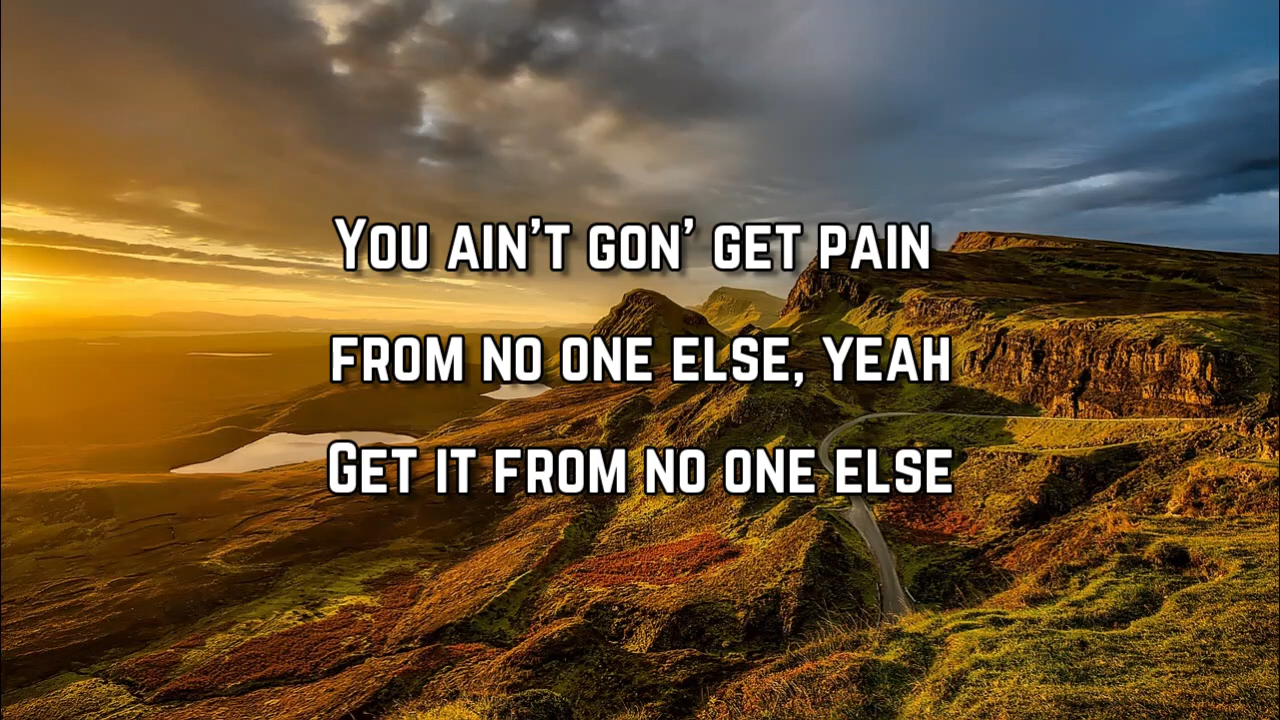 You ain't gon' get pain
from no one else, yeah
Get it from no one else